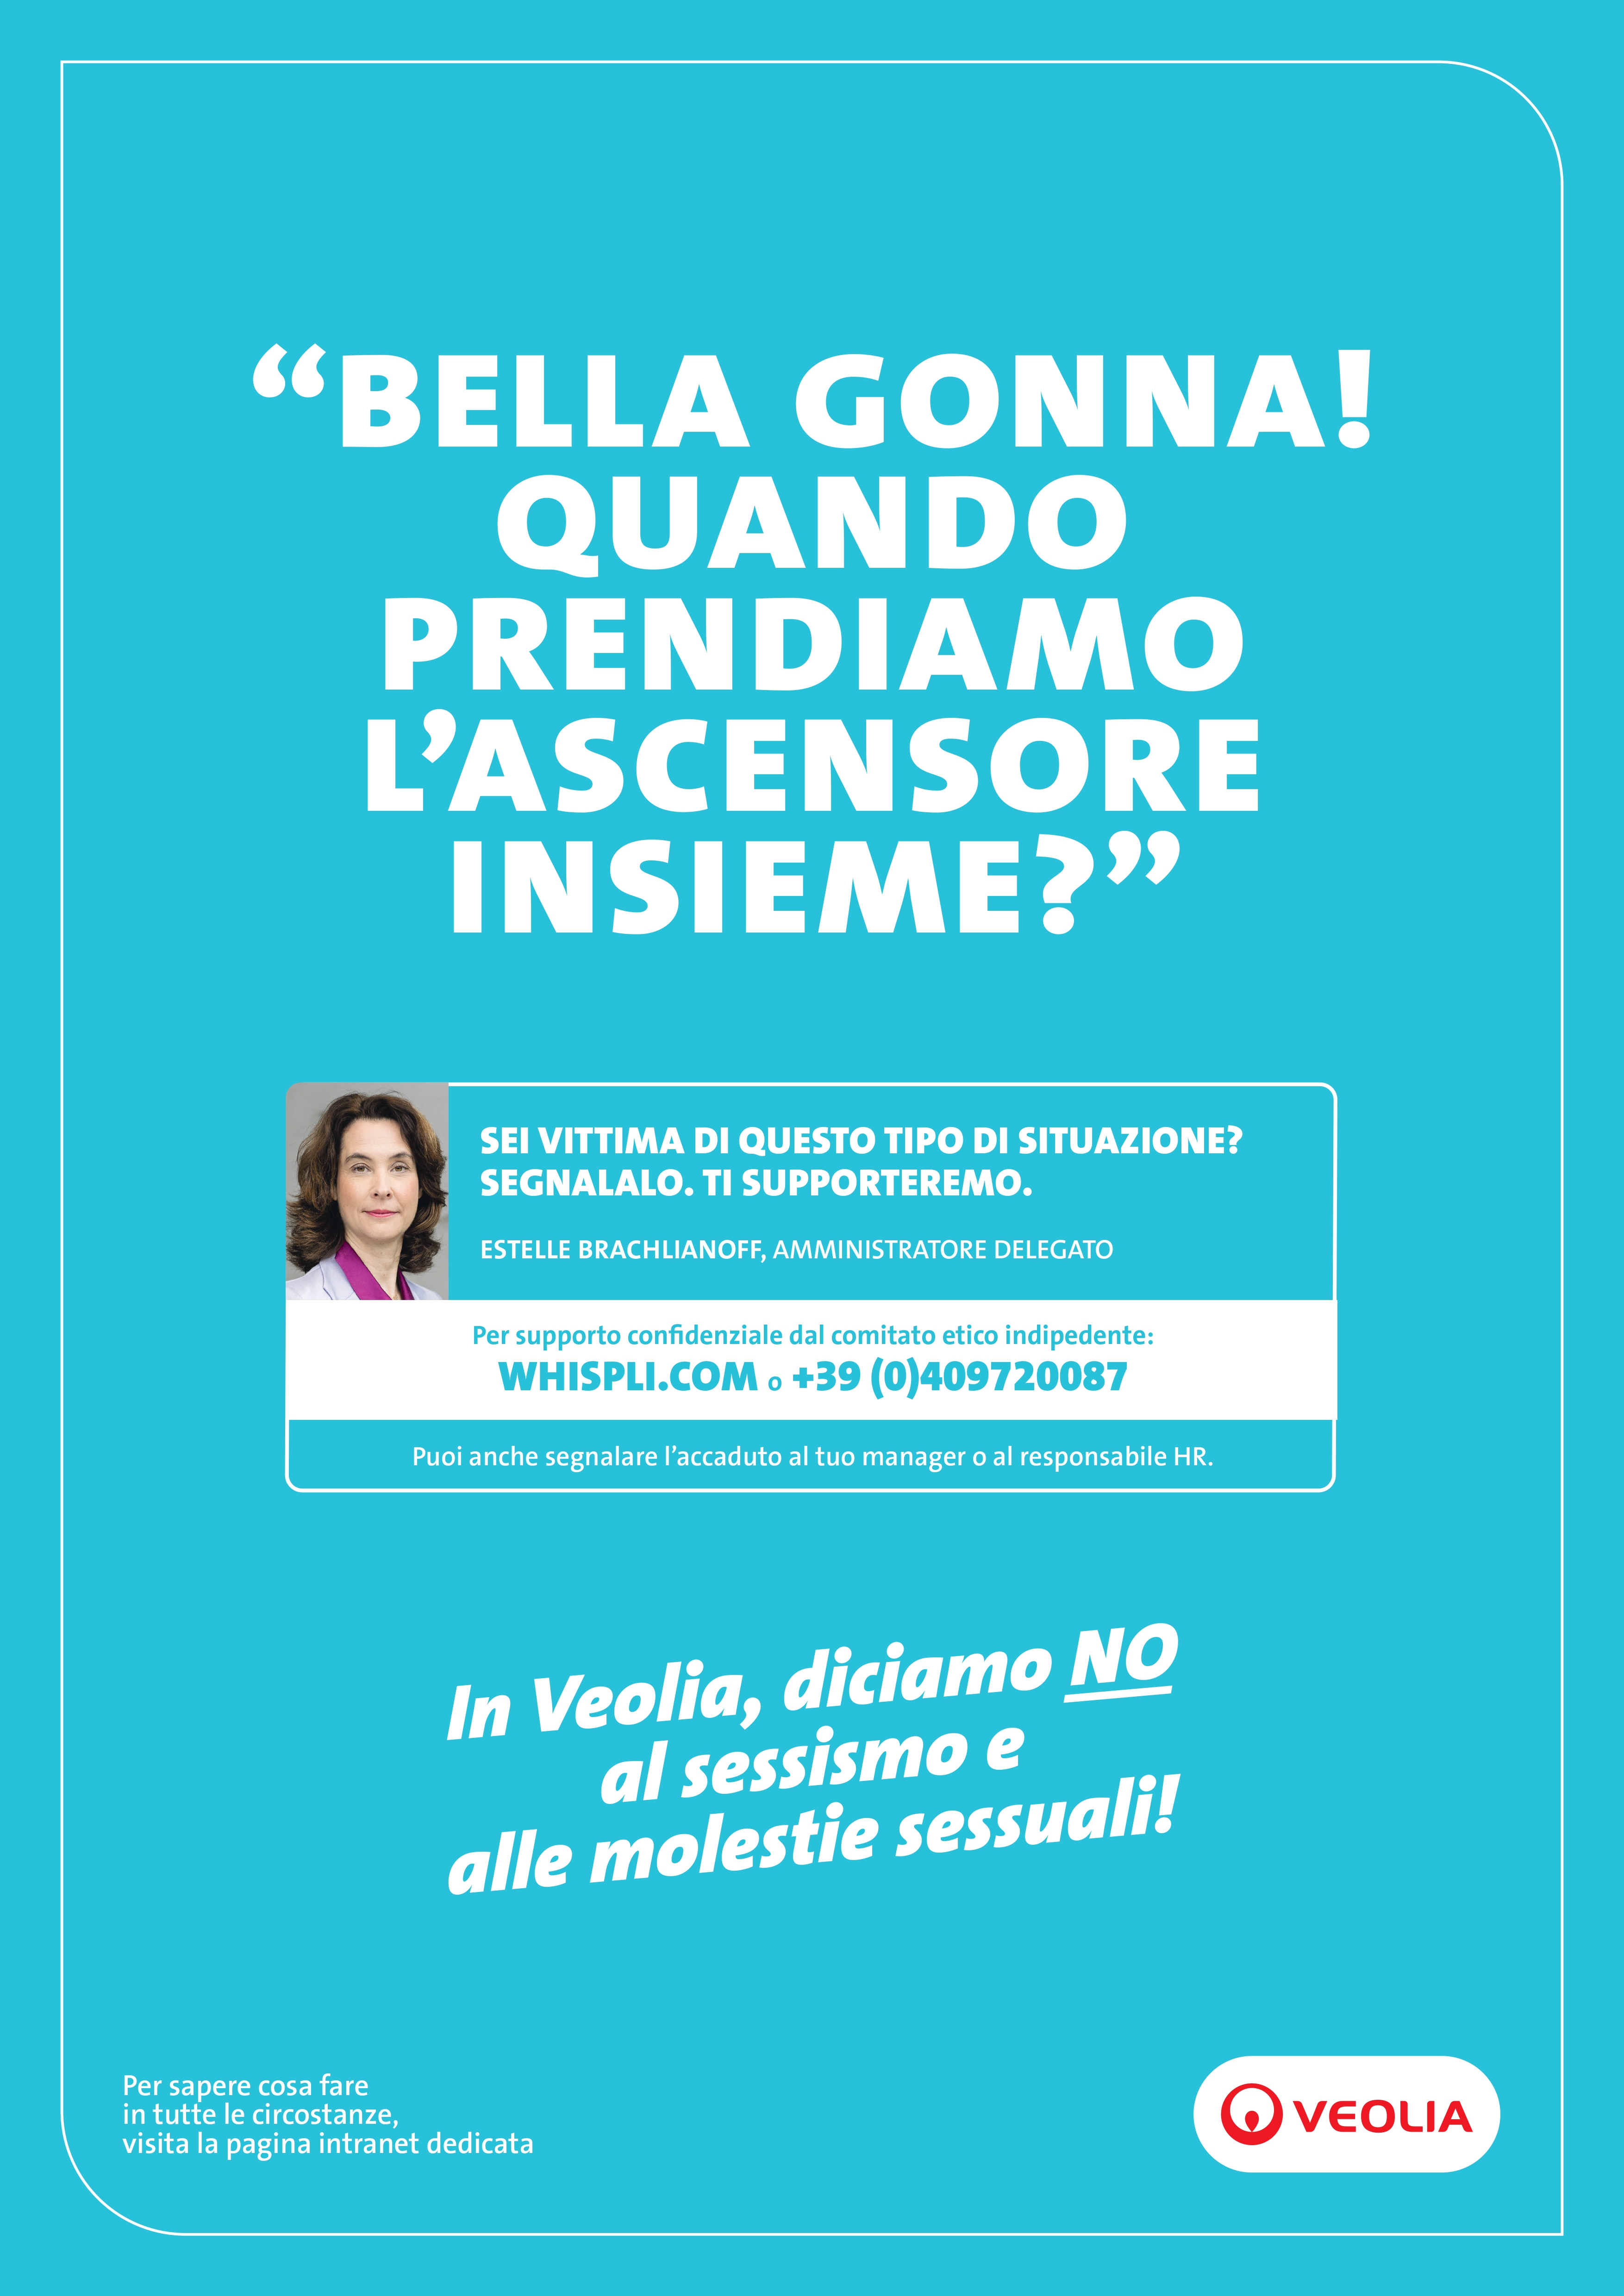 “BELLA GONNA!
QUANDO
PRENDIAMO
L’ASCENSORE
INSIEME?”
SEI VITTIMA DI QUESTO TIPO DI SITUAZIONE?
SEGNALALO. TI SUPPORTEREMO.
ESTELLE BRACHLIANOFF, AMMINISTRATORE DELEGATO
Per supporto confidenziale dal comitato etico indipedente:
WHISPLI.COM o +39 (0)409720087
Puoi anche segnalare l’accaduto al tuo manager o al responsabile HR.
In Veolia, diciamo NO
al sessismo e
alle molestie sessuali!
Per sapere cosa fare
in tutte le circostanze,
visita la pagina intranet dedicata
VEOLIA